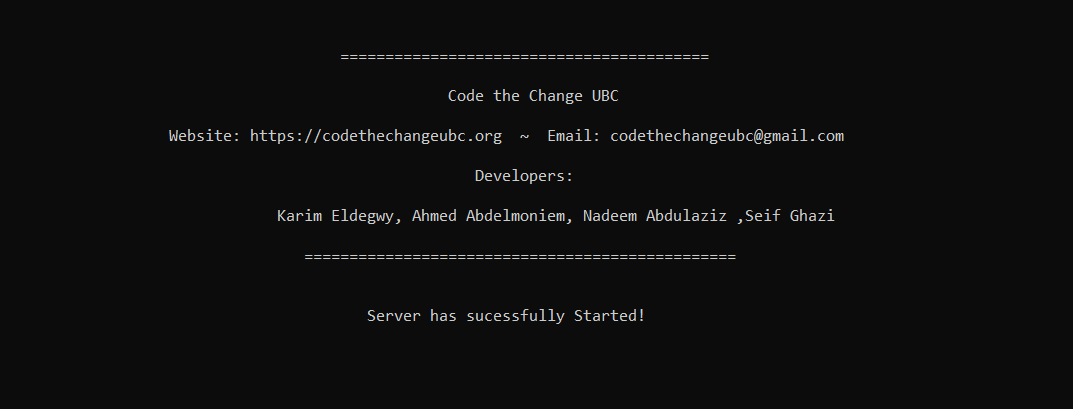 =========================================
Code the Change UBC
Website: https://codethechangeubc.org ~ Email: codethechangeubc@gmail.com
Developers:
Karim Eldegwy, Ahmed Abdelmoniem, Nadeem Abdulaziz ,Seif Ghazi
================================================
Server has sucessfully Started!